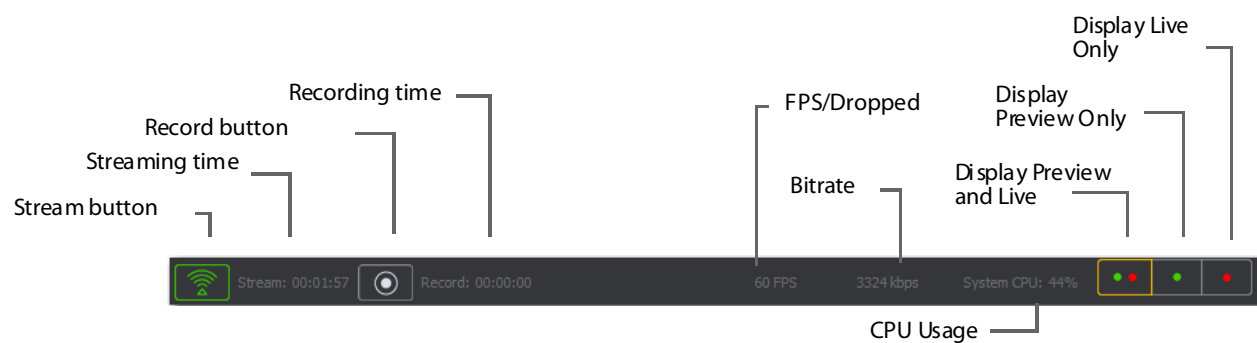 Display Live
Only
Recording time
FPS/Dropped
Display
Preview Only
Record button
Streaming time
Bitrate
Display Preview
and Live
Stream button
Stream: 00:01:57
Record: 00:00:00
60 FPS
3324 kbps
System CPU: 44%
CPU Usage